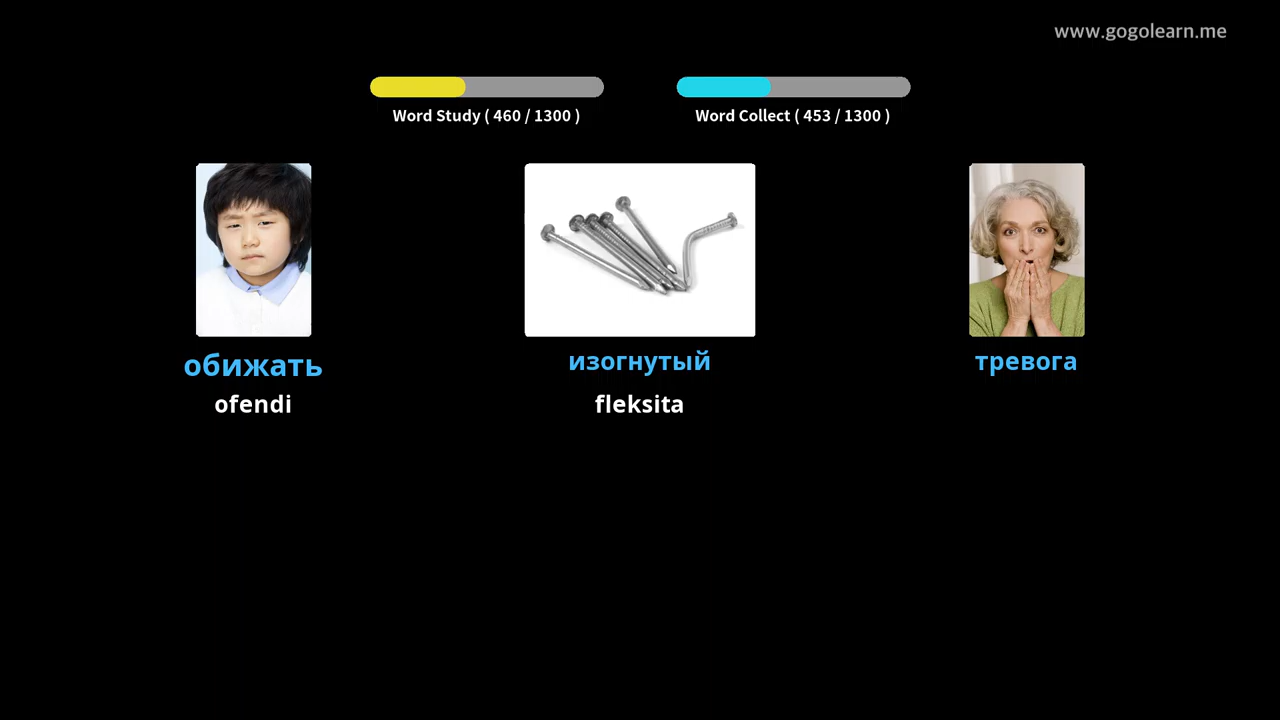 www.gogolearn.me
Word Study ( 460 / 1300 )
Word Collect ( 453 / 1300 )
обижать
изогнутый
тревога
ofendi
fleksita